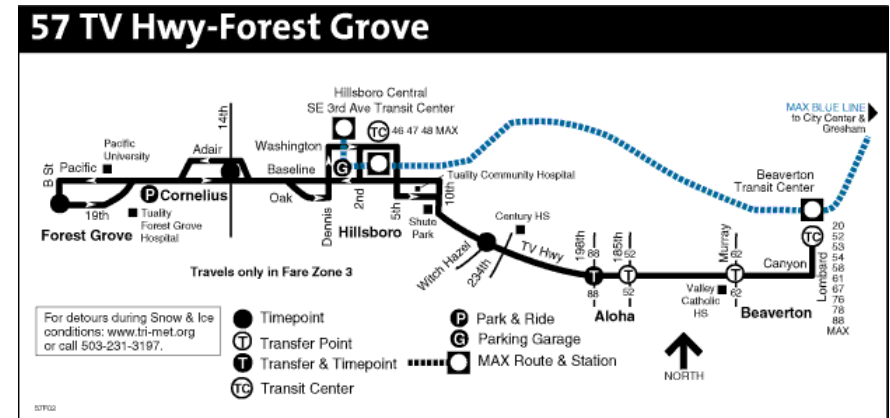 57 TV Hwy-Forest Grove
Hillsboro Central
SE 3rd Ave Transit Center
TC 46 47 48 MAX
MAX BLUE LINE
to City Center &
Gresham
14th
Adair
Washington
Pacific
University
B St
Pacific
Baseline
G
Beaverton
Transit Center
P Cornelius
Oak
Tuality Community Hospital
19th
Tuality
Forest Grove
Hospital
Forest Grove
Dennis
2nd
5th
10th
Hillsboro
Shute
Park
Century HS
Witch Hazel
234th
TV Hwy
198th
88
T
88
185th
52
T
52
Murray
62
T
62
Canyon
Lombard
TC
20
52
53
54
58
61
67
76
78
88
MAX
Valley
Catholic
HS
Aloha
Beaverton
Travels only in Fare Zone 3
For detours during Snow & Ice
conditions: www.tri-met.org
or call 503-231-3197.
Timepoint
T Transfer Point
T Transfer & Timepoint
TC Transit Center
P Park & Ride
G Parking Garage
MAX Route & Station
NORTH
57F03